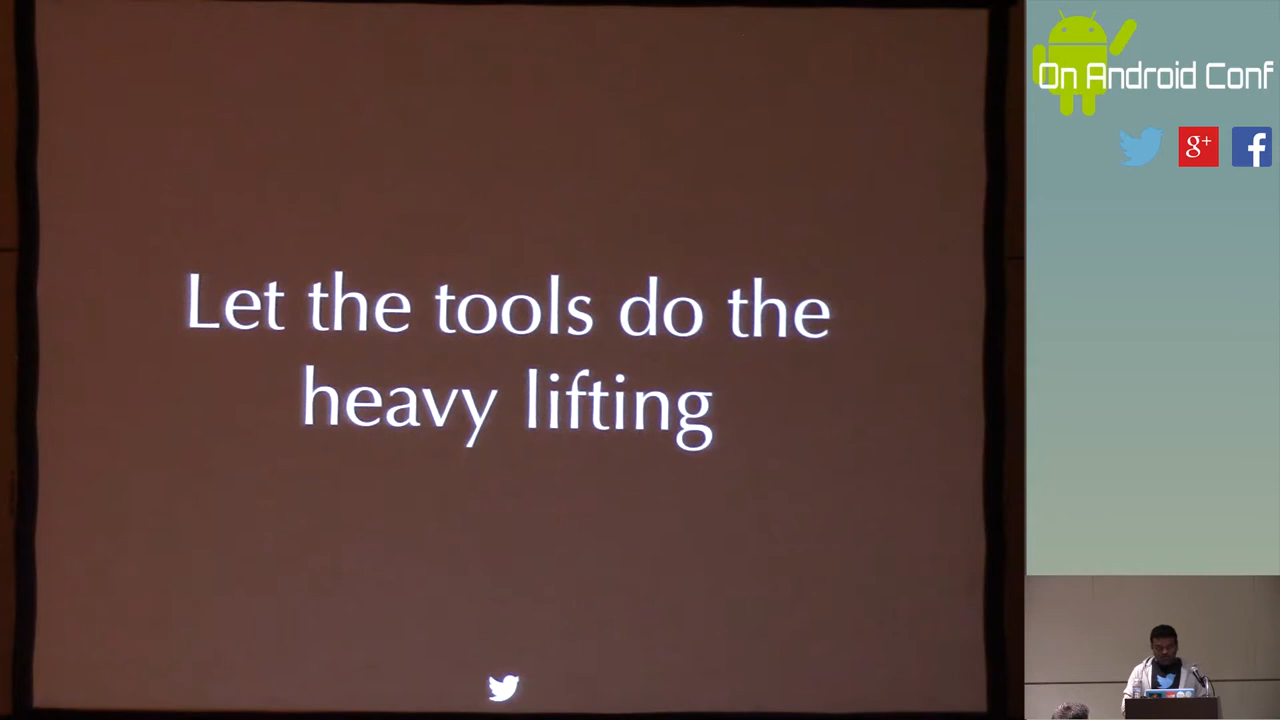 Let the tools do the
heavy lifting
On Android Conf
g+
f